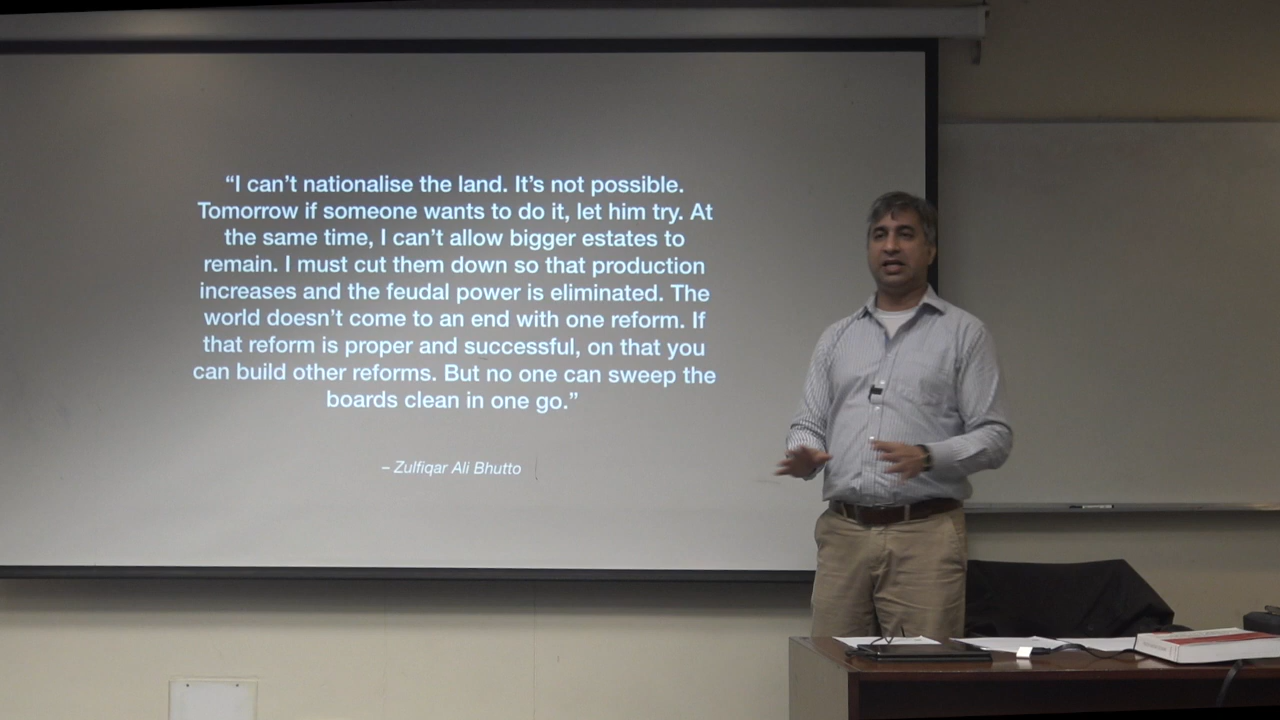 “I can’t nationalise the land. It’s not possible.
Tomorrow if someone wants to do it, let him try. At
the same time, I can’t allow bigger estates to
remain. I must cut them down so that production
increases and the feudal power is eliminated. The
world doesn’t come to an end with one reform. If
that reform is proper and successful, on that you
can build other reforms. But no one can sweep the
boards clean in one go.”
– Zulfiqar Ali Bhutto